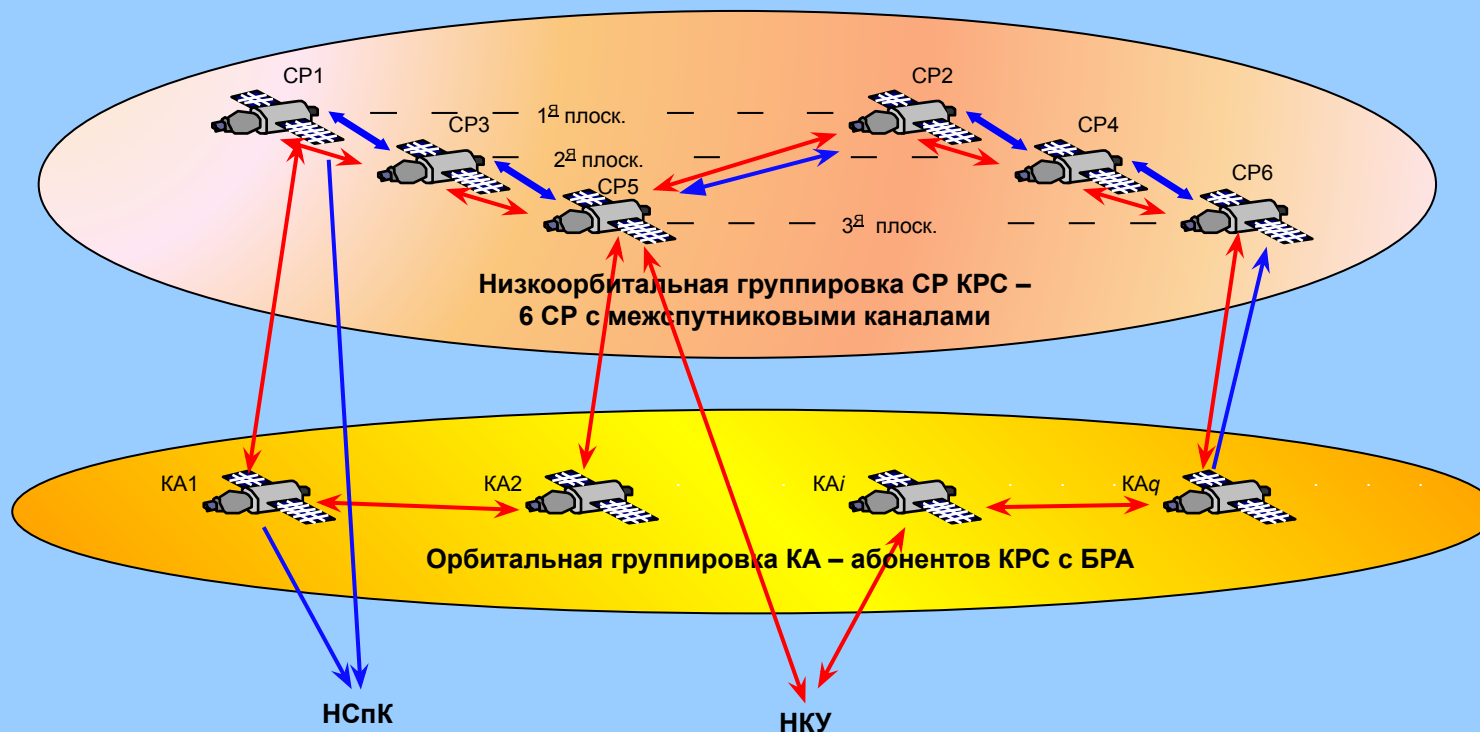 СР1
СР2
1я плоск.
СР3
СР4
2я плоск.
СР5
СР6
3я плоск.
Низкоорбитальная группировка СР КРС –
6 СР с межспутниковыми каналами
КА1
КА2
КАi
КАq
Орбитальная группировка КА – абонентов КРС с БРА
НСпК
НКУ